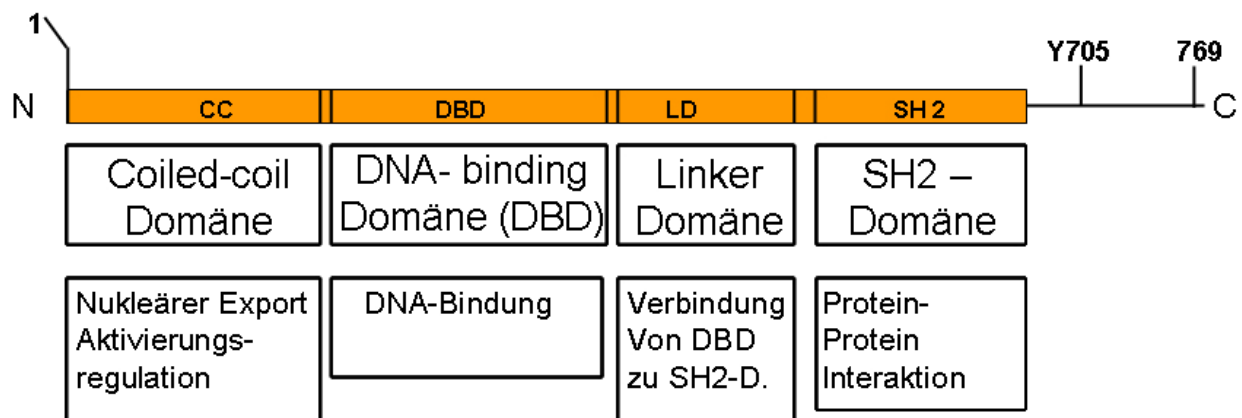 1
Y705 769
N CC DBD LD SH 2 C
Coiled-coil
Domäne
DNA- binding
Domäne (DBD)
Linker
Domäne
SH2 –
Domäne
Nukleärer Export
Aktivierungs-
regulation
DNA-Bindung
Verbindung
Von DBD
zu SH2-D.
Protein-
Protein
Interaktion